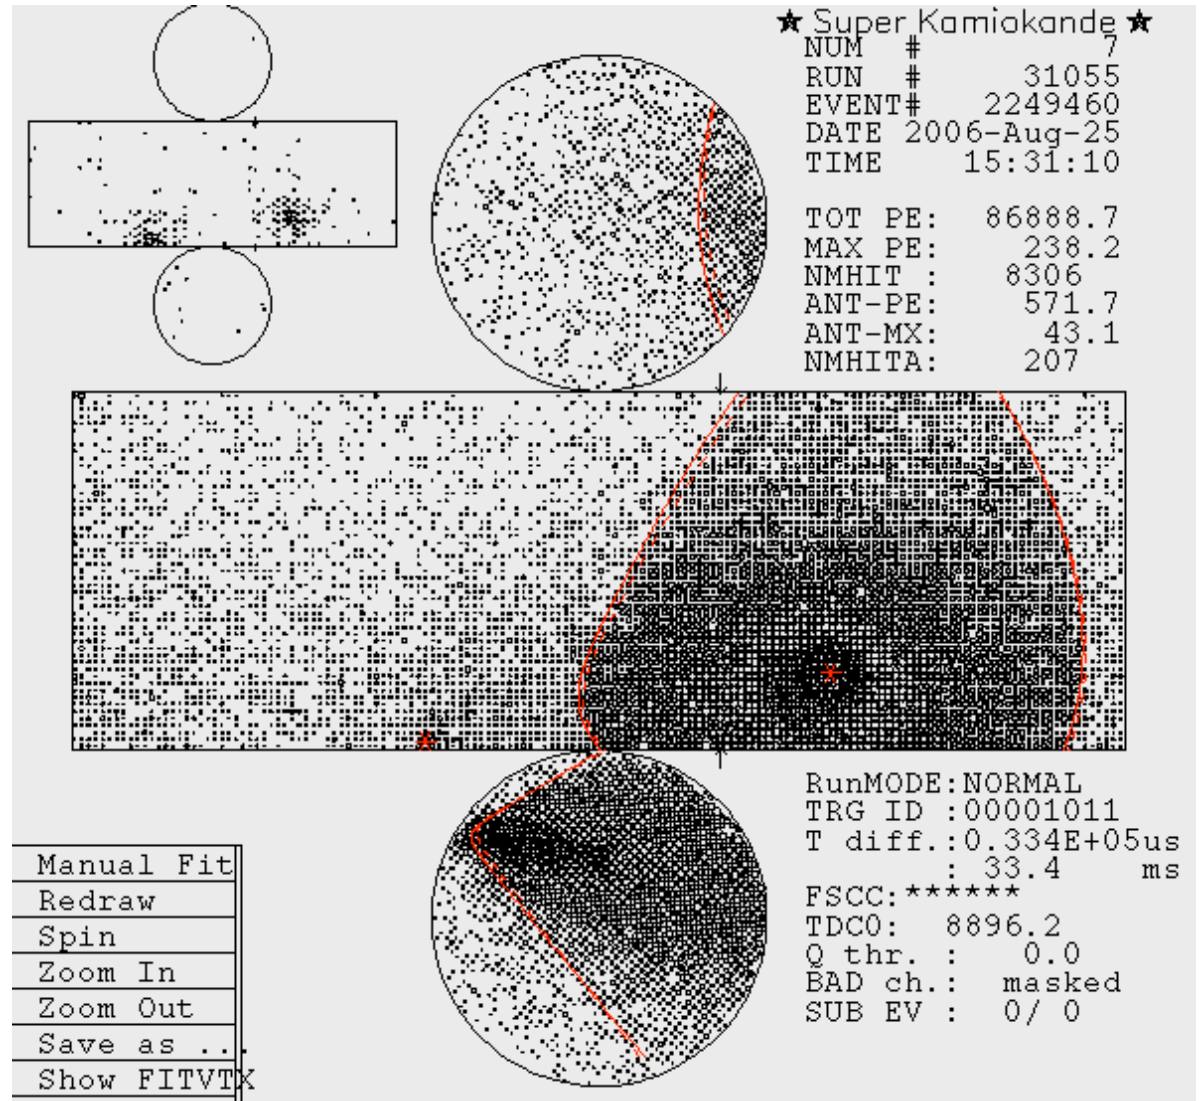 ★ Super Kamiokande ★
NUM # 7
RUN # 31055
EVENT# 2249460
DATE 2006-Aug-25
TIME 15:31:10
TOT PE: 86888.7
MAX PE: 238.2
NMHIT : 8306
ANT-PE: 571.7
ANT-MX: 43.1
NMHITA: 207
RunMODE:NORMAL
TRG ID :00001011
T diff.:0.334E+05us
: 33.4 ms
FSCC:******
TDC0: 8896.2
Q thr. : 0.0
BAD ch.: masked
SUB EV : 0/ 0
Manual Fit
Redraw
Spin
Zoom In
Zoom Out
Save as ...
Show FITVTX